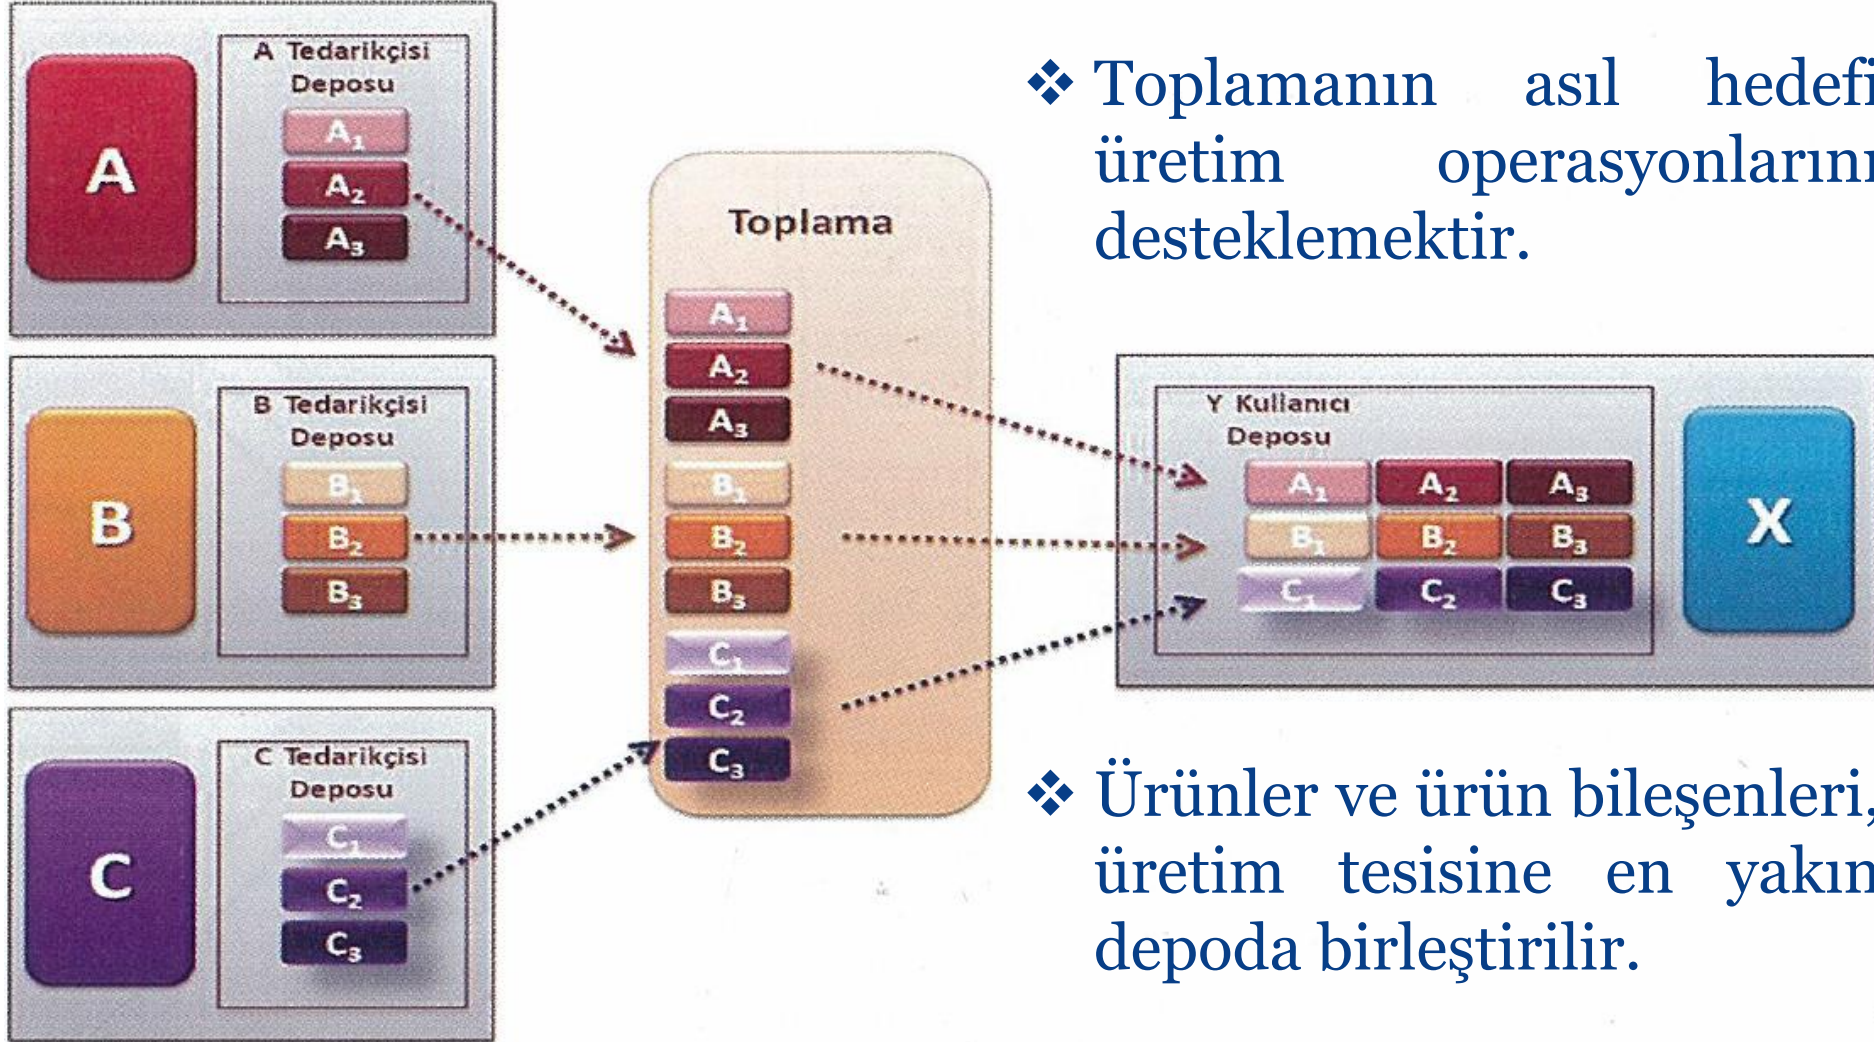 A
A Tedarikçisi
Deposu
A₁
A₂
A₃
B
B Tedarikçisi
Deposu
B₁
B₂
B₃
C
C Tedarikçisi
Deposu
C₁
C₂
C₃
Toplama
A₁
A₂
A₃
B₁
B₂
B₃
C₁
C₂
C₃
❖ Toplamanın asıl hedefi
üretim operasyonlarını
desteklemektir.
Y Kullanıcı
Deposu
A₁ A₂ A₃
B₁ B₂ B₃
C₁ C₂ C₃
X
❖ Ürünler ve ürün bileşenleri,
üretim tesisine en yakın
depoda birleştirilir.